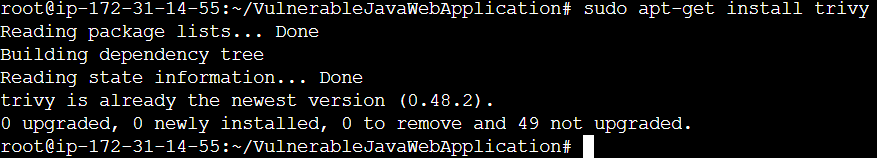 root@ip-172-31-14-55:~/VulnerableJavaWebApplication# sudo apt-get install trivy
Reading package lists... Done
Building dependency tree
Reading state information... Done
trivy is already the newest version (0.48.2).
0 upgraded, 0 newly installed, 0 to remove and 49 not upgraded.
root@ip-172-31-14-55:~/VulnerableJavaWebApplication#